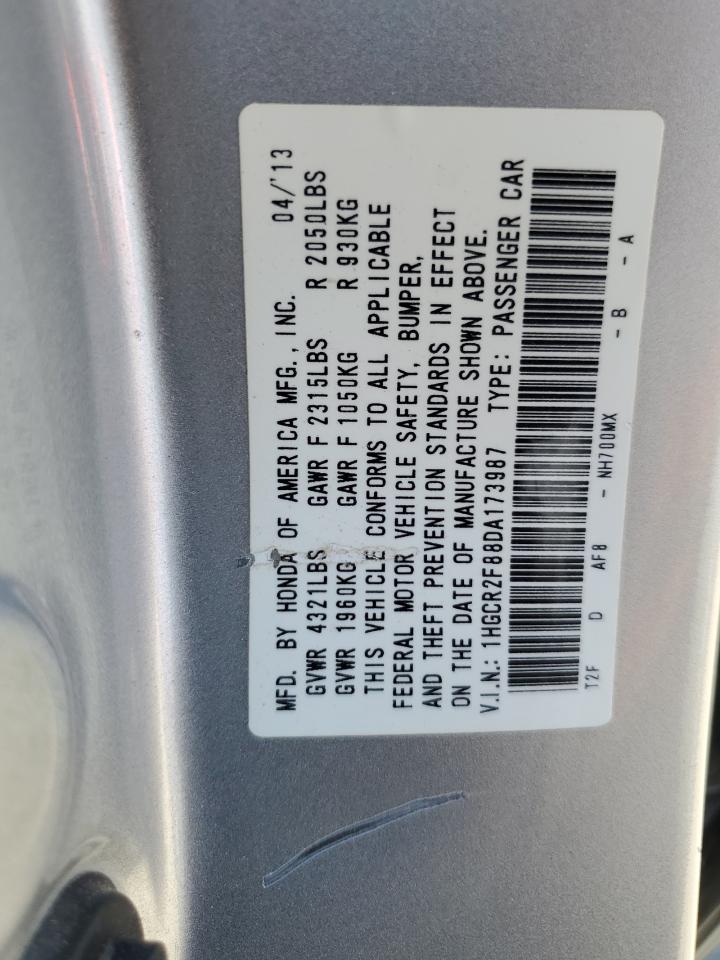 MFD. BY HONDA OF AMERICA MFG., INC. 04/'13
GVWR 4321LBS GAWR F 2315LBS R 2050LBS
GVWR 1960KG GAWR F 1050KG R 930KG
THIS VEHICLE CONFORMS TO ALL APPLICABLE
FEDERAL MOTOR VEHICLE SAFETY, BUMPER,
AND THEFT PREVENTION STANDARDS IN EFFECT
ON THE DATE OF MANUFACTURE SHOWN ABOVE.
V.I.N.: 1HGCR2F88DA173987 TYPE: PASSENGER CAR
T2F D AF8 - NH700MX - B - A